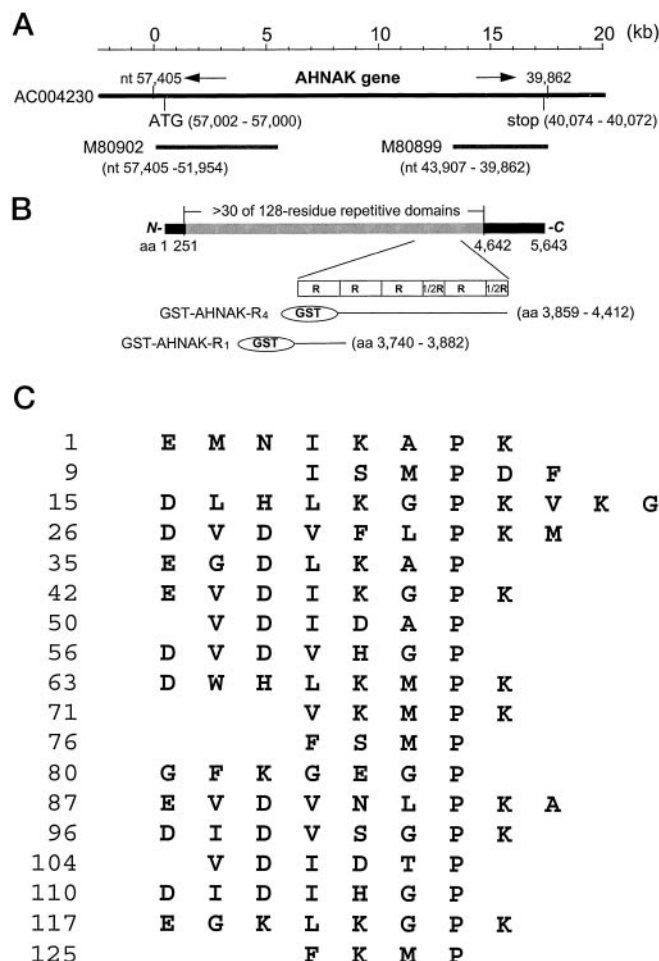 A
0 5 10 15 20 (kb)
nt 57,405 AHNAK gene 39,862
AC004230
ATG (57,002 - 57,000) stop (40,074 - 40,072)
M80902 M80899
(nt 57,405 -51,954) (nt 43,907 - 39,862)
B
>30 of 128-residue repetitive domains
N- -C
aa 1 251 4,642 5,643
R R R 1/2R R 1/2R
GST-AHNAK-R4 GST (aa 3,859 - 4,412)
GST-AHNAK-R1 GST (aa 3,740 - 3,882)
C
1 E M N I K A P K
9 I S M P D F
15 D L H L K G P K V K G
26 D V D V F L P K M
35 E G D L K A P
42 E V D I K G P K
50 V D I D A P
56 D V D V H G P
63 D W H L K M P K
71 V K M P K
76 F S M P
80 G F K G E G P
87 E V D V N L P K A
96 D I D V S G P K
104 V D I D T P
110 D I D I H G P
117 E G K L K G P K
125 F K M P